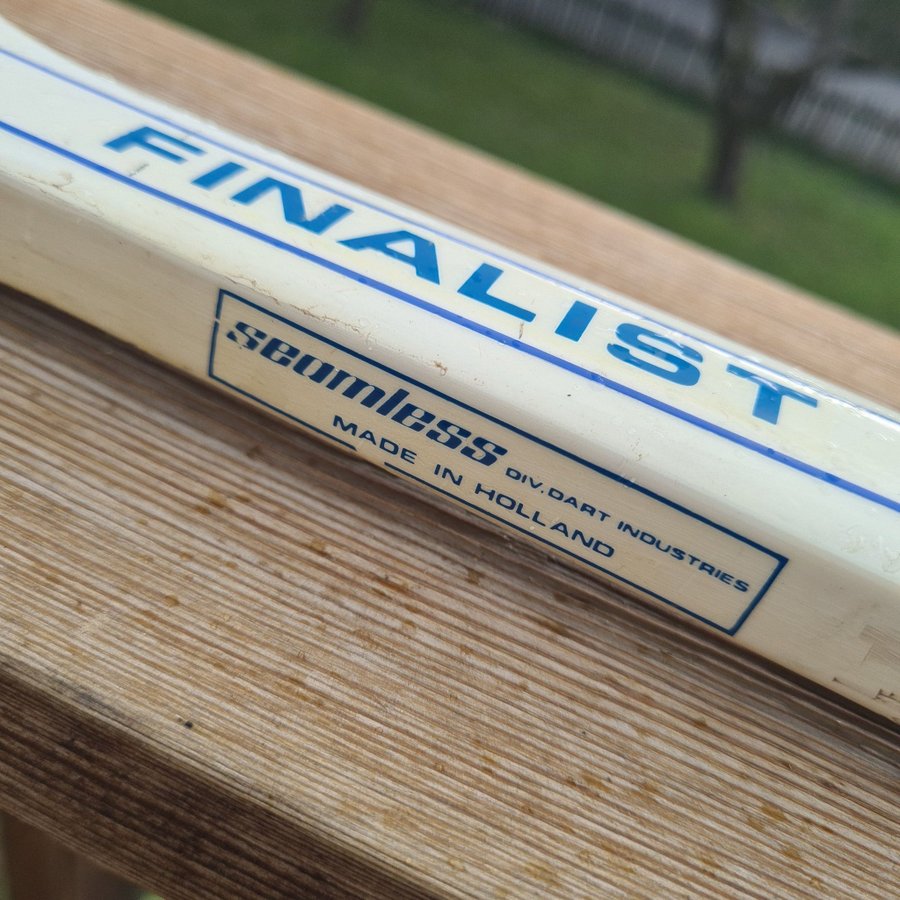 FINALIST
seamless DIV. DART INDUSTRIES
MADE IN HOLLAND